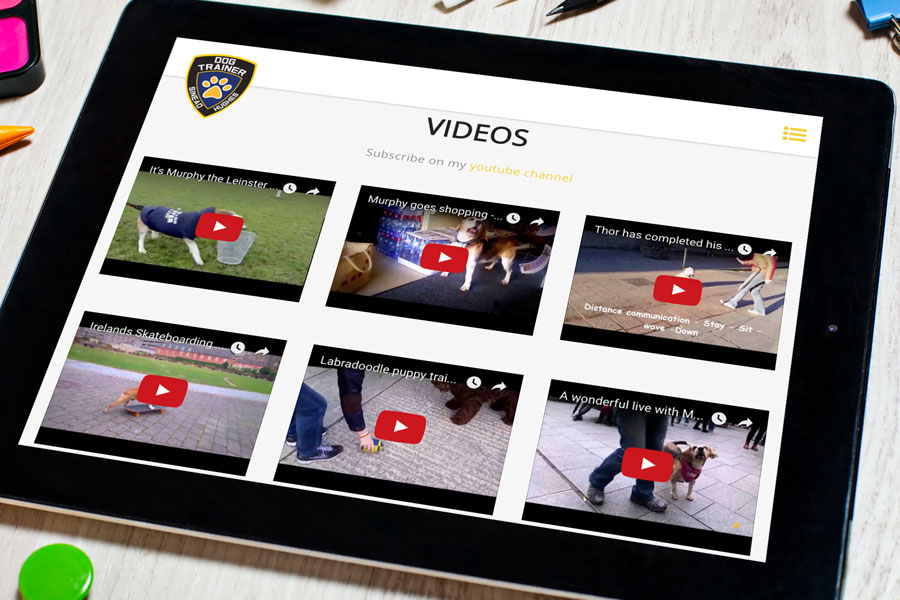 DOG
TRAINER
SINEAD
HUGHES
VIDEOS
Subscribe on my youtube channel
It's Murphy the Leinster ...
Murphy goes shopping -...
Thor has completed his ...
Distance communication - Stay - Sit -
wave - Down
Irelands Skateboarding
Labradoodle puppy trai...
A wonderful live with M...